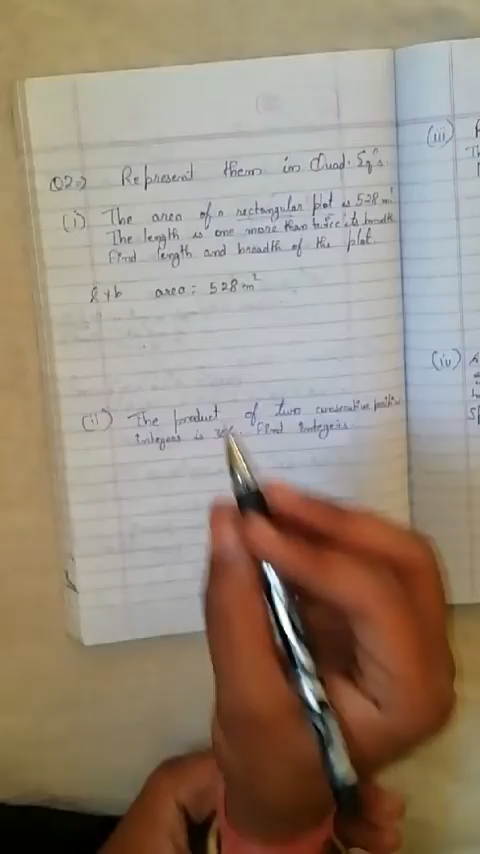 Q2=) Represent them in Quad. Eqⁿs.
(i) The area of a rectangular plot is 528 m²
The length is one more than twice its breadth
Find length and breadth of the plot.
l x b area = 528 m²
(ii) The product of two consecutive positive
integers is Find integers
(iii)
(iv)